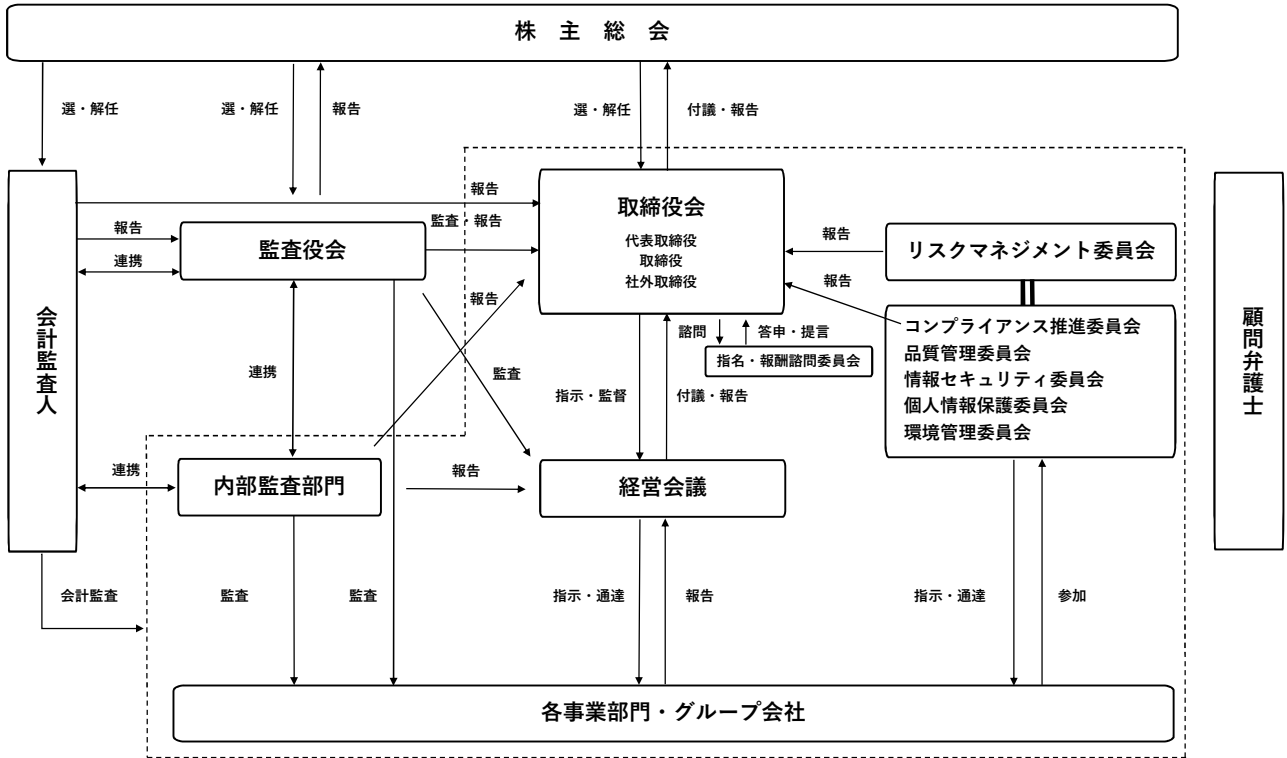 株 主 総 会
選・解任
選・解任
報告
選・解任
付議・報告
報告
取締役会
代表取締役
取締役
社外取締役
監査・報告
報告
監査役会
報告
リスクマネジメント委員会
連携
報告
報告
会計監査人
顧問弁護士
コンプライアンス推進委員会
品質管理委員会
情報セキュリティ委員会
個人情報保護委員会
環境管理委員会
諮問
答申・提言
指名・報酬諮問委員会
連携
監査
指示・監督
付議・報告
連携
内部監査部門
報告
経営会議
会計監査
監査
監査
指示・通達
報告
指示・通達
参加
各事業部門・グループ会社